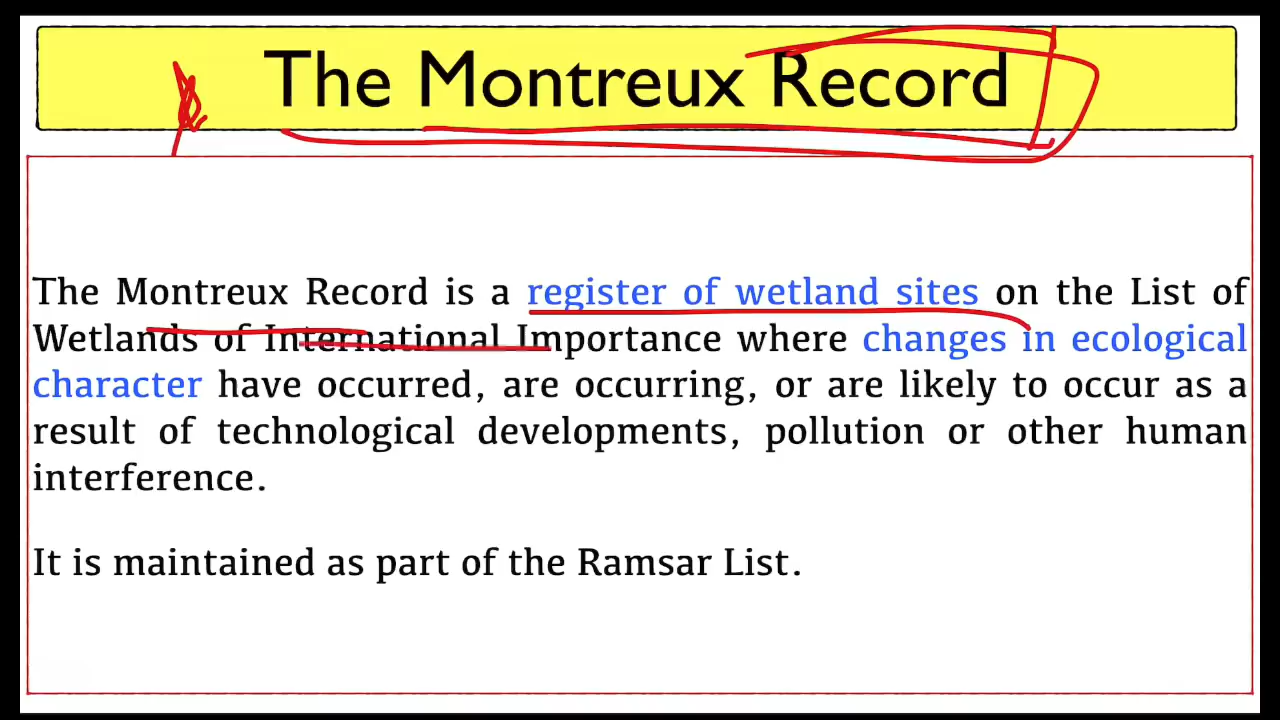 The Montreux Record
The Montreux Record is a register of wetland sites on the List of
Wetlands of International Importance where changes in ecological
character have occurred, are occurring, or are likely to occur as a
result of technological developments, pollution or other human
interference.
It is maintained as part of the Ramsar List.